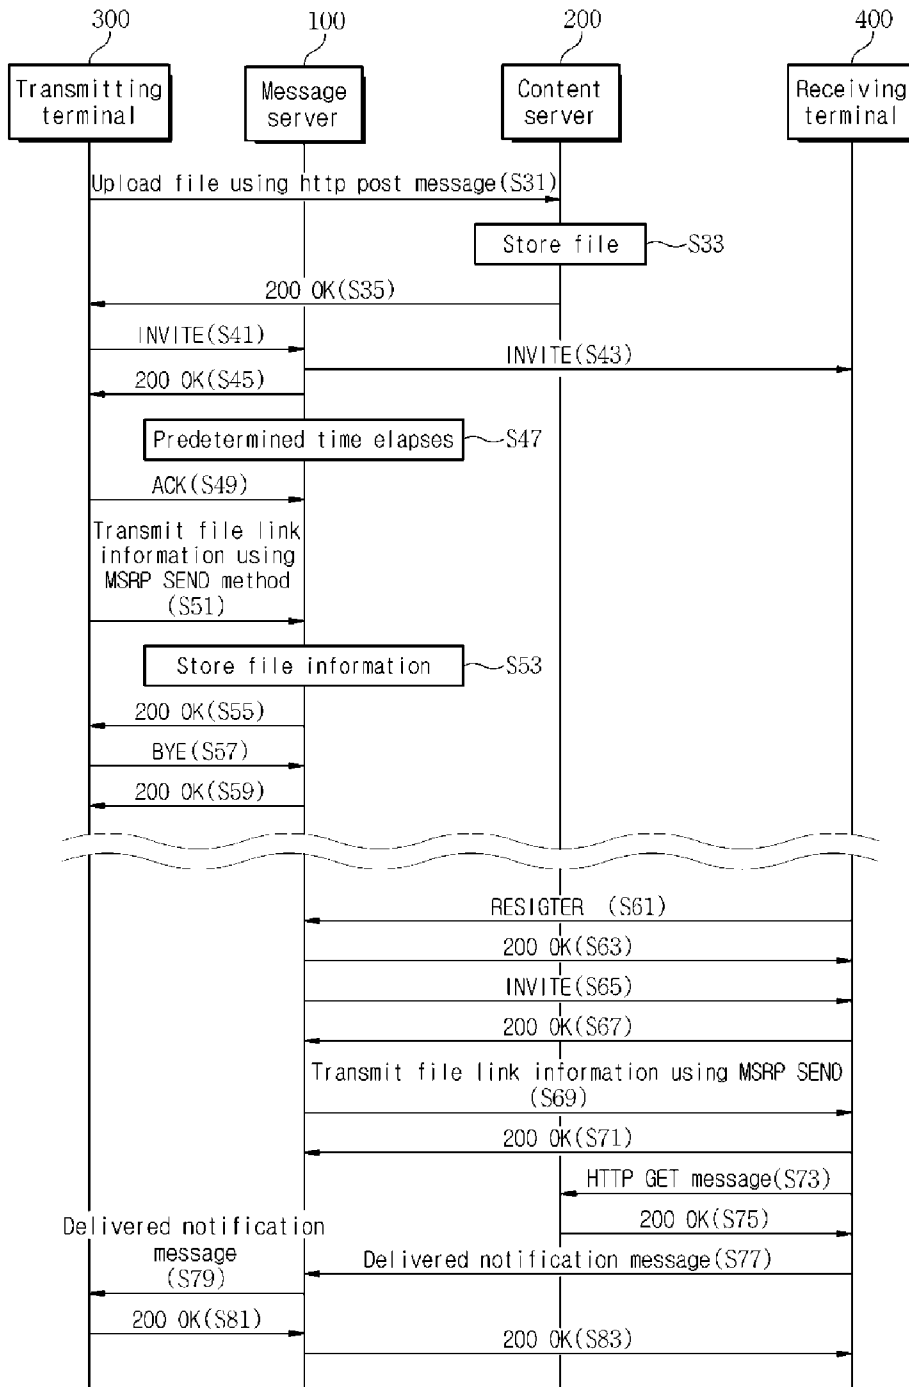 300
100
200
400
Transmitting
terminal
Message
server
Content
server
Receiving
terminal
Upload file using http post message(S31)
Store file
S33
200 OK(S35)
INVITE(S41)
INVITE(S43)
200 OK(S45)
Predetermined time elapses
S47
ACK(S49)
Transmit file link
information using
MSRP SEND method
(S51)
Store file information
S53
200 OK(S55)
BYE(S57)
200 OK(S59)
RESIGTER (S61)
200 OK(S63)
INVITE(S65)
200 OK(S67)
Transmit file link information using MSRP SEND
(S69)
200 OK(S71)
HTTP GET message(S73)
200 OK(S75)
Delivered notification
message
(S79)
Delivered notification message(S77)
200 OK(S81)
200 OK(S83)